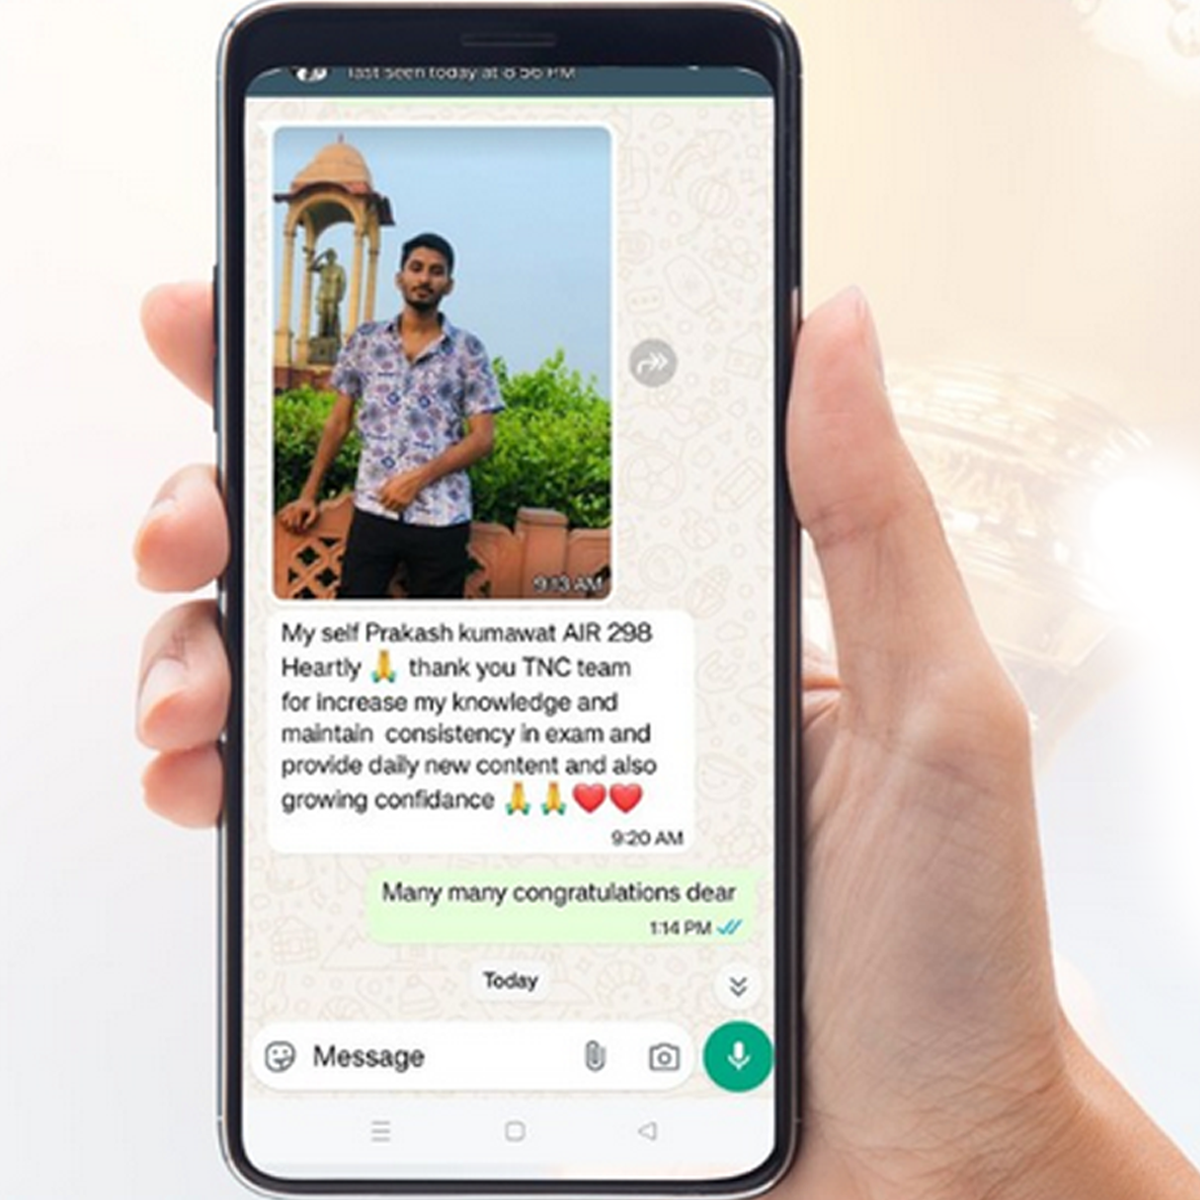 last seen today at 8:56 PM
9:13 AM
My self Prakash kumawat AIR 298
Heartly 🙏 thank you TNC team
for increase my knowledge and
maintain consistency in exam and
provide daily new content and also
growing confidance 🙏 🙏❤️❤️
9:20 AM
Many many congratulations dear
1:14 PM
Today
Message